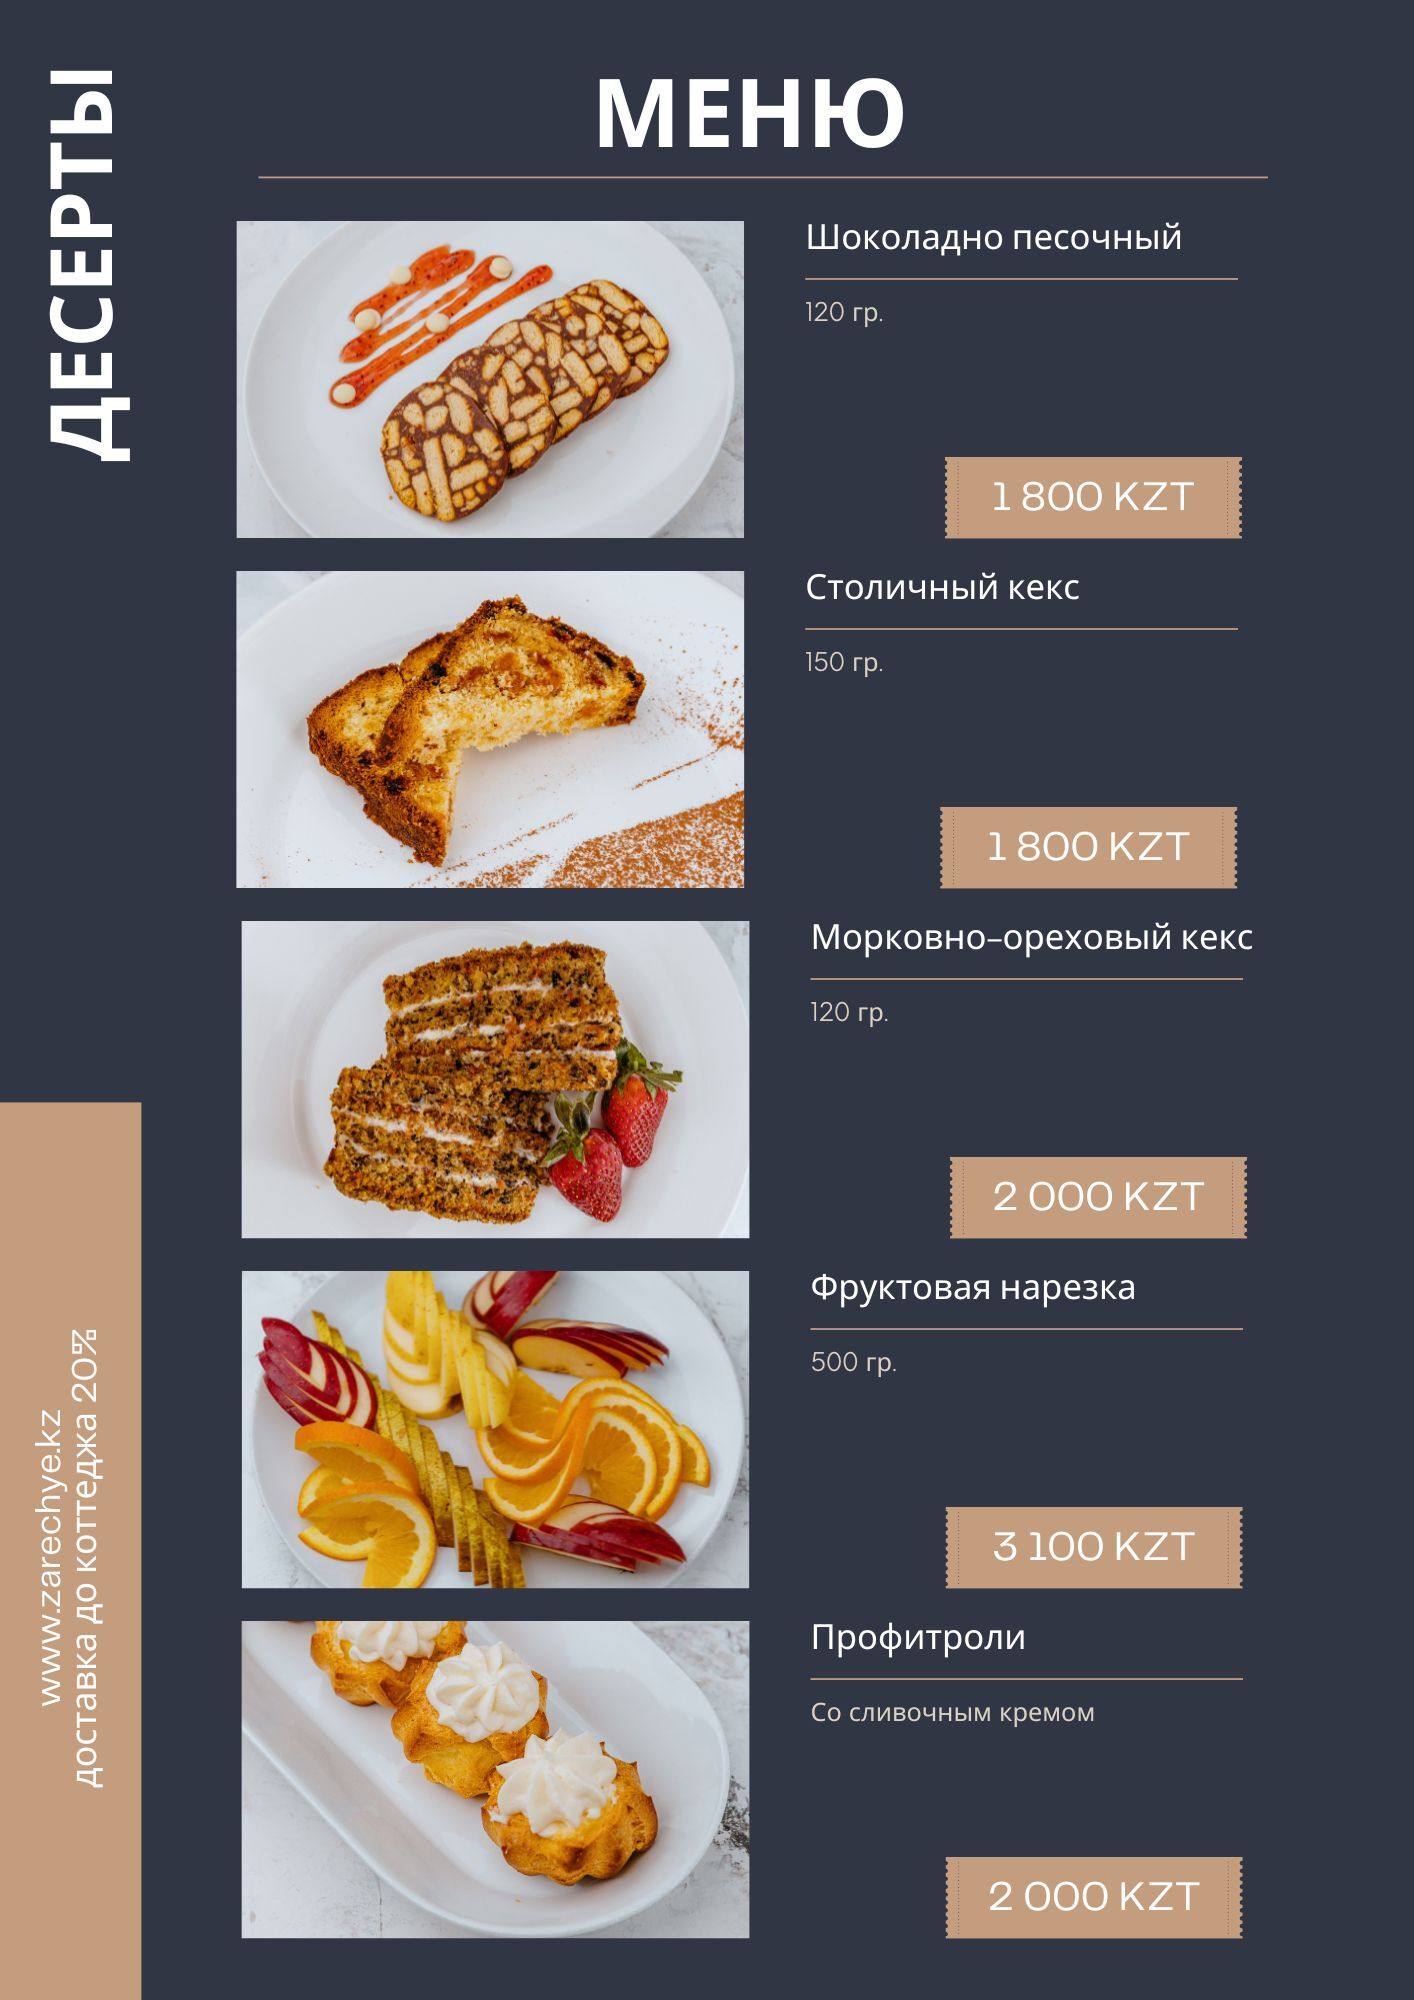 ДЕСЕРТЫ
МЕНЮ
Шоколадно песочный
120 гр.
1 800 KZT
Столичный кекс
150 гр.
1 800 KZT
Морковно-ореховый кекс
120 гр.
2 000 KZT
Фруктовая нарезка
500 гр.
3 100 KZT
Профитроли
Со сливочным кремом
2 000 KZT
www.zarechye.kz
доставка до коттеджа 20%